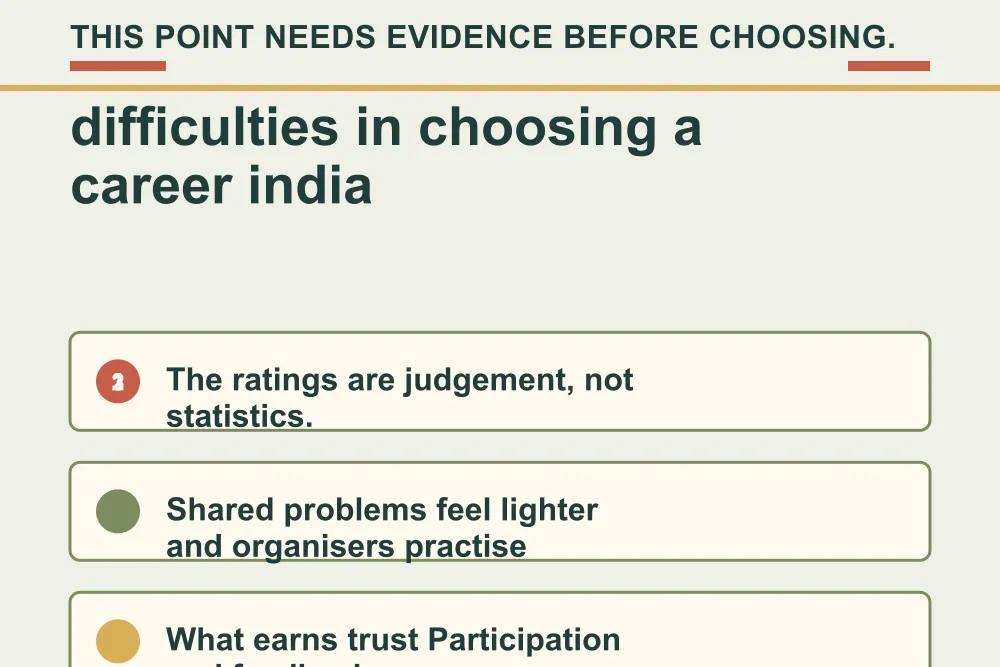 THIS POINT NEEDS EVIDENCE BEFORE CHOOSING.
difficulties in choosing a
career india
The ratings are judgement, not
statistics.
Shared problems feel lighter
and organisers practise
What earns trust Participation